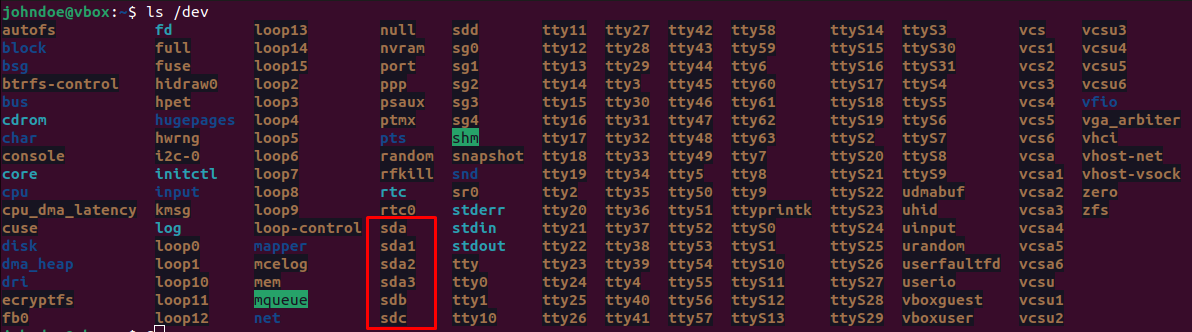 johndoe@vbox:~$ ls /dev
autofs fd loop13 null sdd tty11 tty27 tty42 tty58 ttyS14 ttyS3 vcs vcsu3
block full loop14 nvram sg0 tty12 tty28 tty43 tty59 ttyS15 ttyS30 vcs1 vcsu4
bsg fuse loop15 port sg1 tty13 tty29 tty44 tty6 ttyS16 ttyS31 vcs2 vcsu5
btrfs-control hidraw0 loop2 ppp sg2 tty14 tty3 tty45 tty60 ttyS17 ttyS4 vcs3 vcsu6
bus hpet loop3 psaux sg3 tty15 tty30 tty46 tty61 ttyS18 ttyS5 vcs4 vfio
cdrom hugepages loop4 ptmx sg4 tty16 tty31 tty47 tty62 ttyS19 ttyS6 vcs5 vga_arbiter
char hwrng loop5 pts shm tty17 tty32 tty48 tty63 ttyS2 ttyS7 vcs6 vhci
console i2c-0 loop6 random snapshot tty18 tty33 tty49 tty7 ttyS20 ttyS8 vcsa vhost-net
core initctl loop7 rfkill snd tty19 tty34 tty5 tty8 ttyS21 ttyS9 vcsa1 vhost-vsock
cpu input loop8 rtc sr0 tty2 tty35 tty50 tty9 ttyS22 udmabuf vcsa2 zero
cpu_dma_latency kmsg loop9 rtc0 stderr tty20 tty36 tty51 ttyprintk ttyS23 uhid vcsa3 zfs
cuse log loop-control sda stdin tty21 tty37 tty52 ttyS0 ttyS24 uinput vcsa4
disk loop0 mapper sda1 stdout tty22 tty38 tty53 ttyS1 ttyS25 urandom vcsa5
dma_heap loop1 mcelog sda2 tty tty23 tty39 tty54 ttyS10 ttyS26 userfaultfd vcsa6
dri loop10 mem sda3 tty0 tty24 tty4 tty55 ttyS11 ttyS27 userio vcsu
ecryptfs loop11 mqueue sdb tty1 tty25 tty40 tty56 ttyS12 ttyS28 vboxguest vcsu1
fb0 loop12 net sdc tty10 tty26 tty41 tty57 ttyS13 ttyS29 vboxuser vcsu2